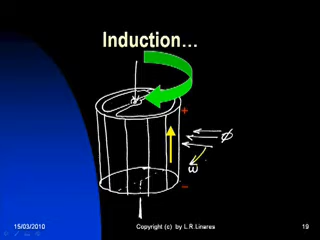 Induction…
+
ϕ
ω
–
15/03/2010
Copyright (c) by L.R.Linares
19